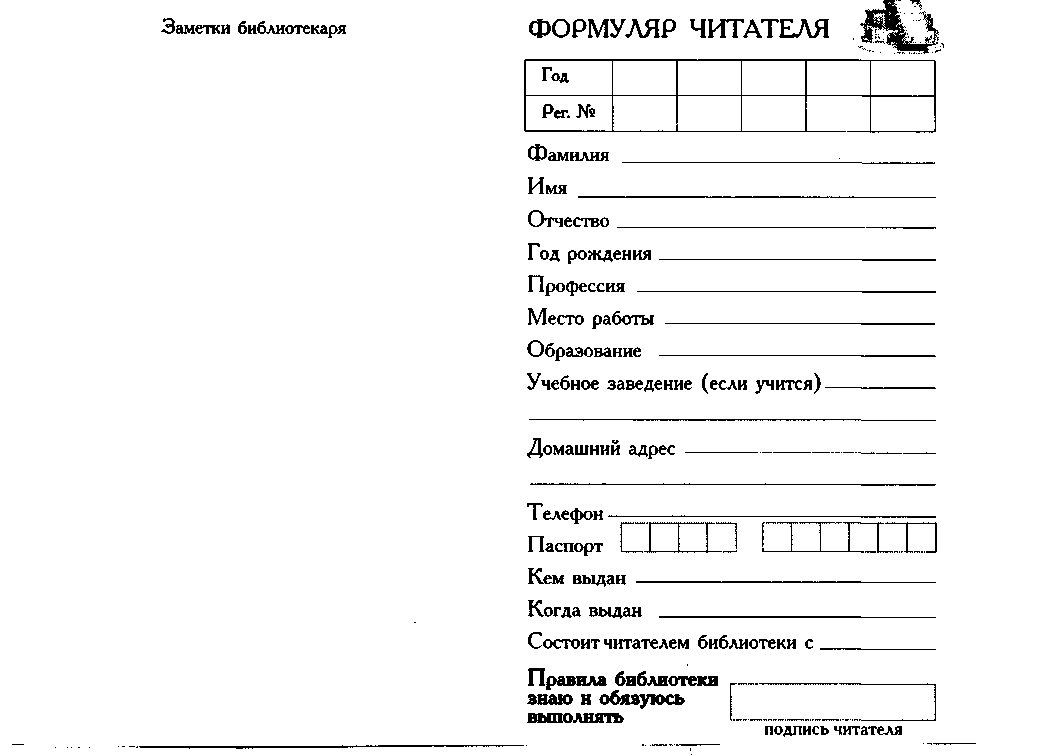 Заметки библиотекаря
ФОРМУЛЯР ЧИТАТЕЛЯ
Год
Рег. №
Фамилия
Имя
Отчество
Год рождения
Профессия
Место работы
Образование
Учебное заведение (если учится)
Домашний адрес
Телефон
Паспорт
Кем выдан
Когда выдан
Состоит читателем библиотеки с
Правила библиотеки
знаю и обязуюсь
выполнять
подпись читателя